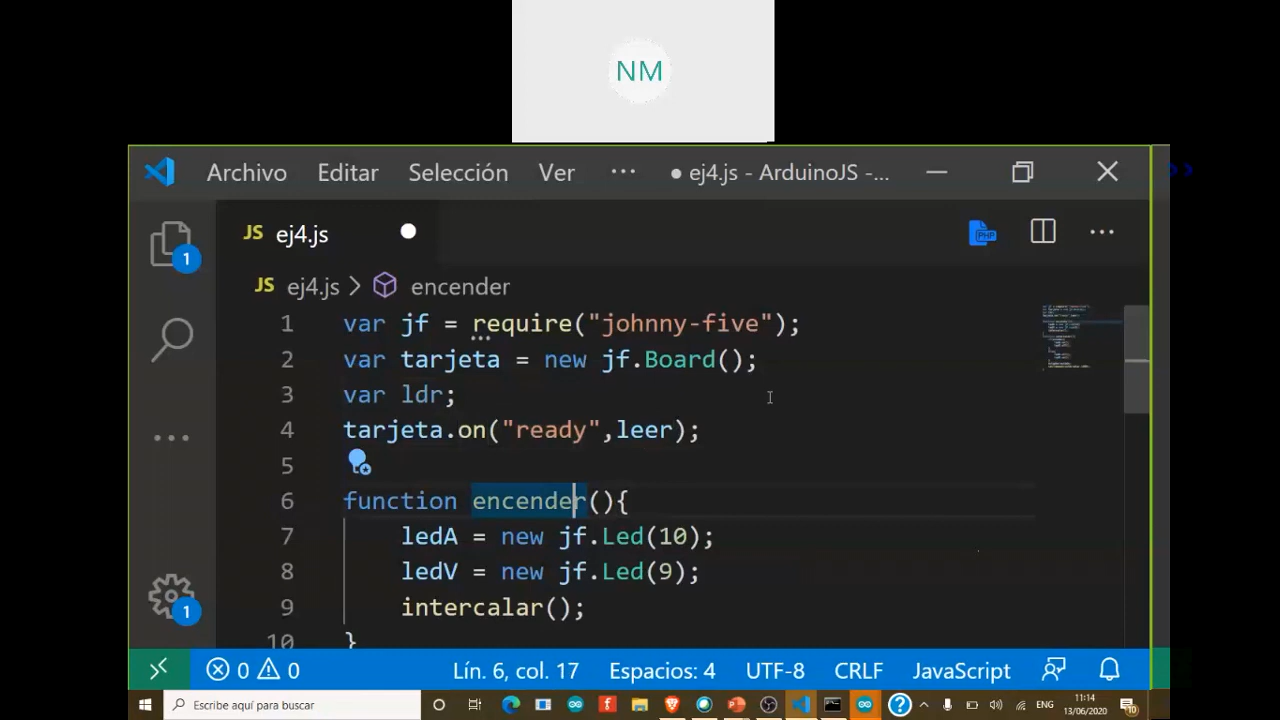 NM
Archivo Editar Selección Ver ··· ● ej4.js - ArduinoJS -...
>>
JS ej4.js
PHP
1
JS ej4.js > encender
1 var jf = require("johnny-five");
2 var tarjeta = new jf.Board();
3 var ldr;
4 tarjeta.on("ready",leer);
5
6 function encender(){
7 ledA = new jf.Led(10);
8 ledV = new jf.Led(9);
9 intercalar();
10 }
1
0 0 Lín. 6, col. 17 Espacios: 4 UTF-8 CRLF JavaScript
Escribe aquí para buscar
ENG
11:14
13/06/2020
10